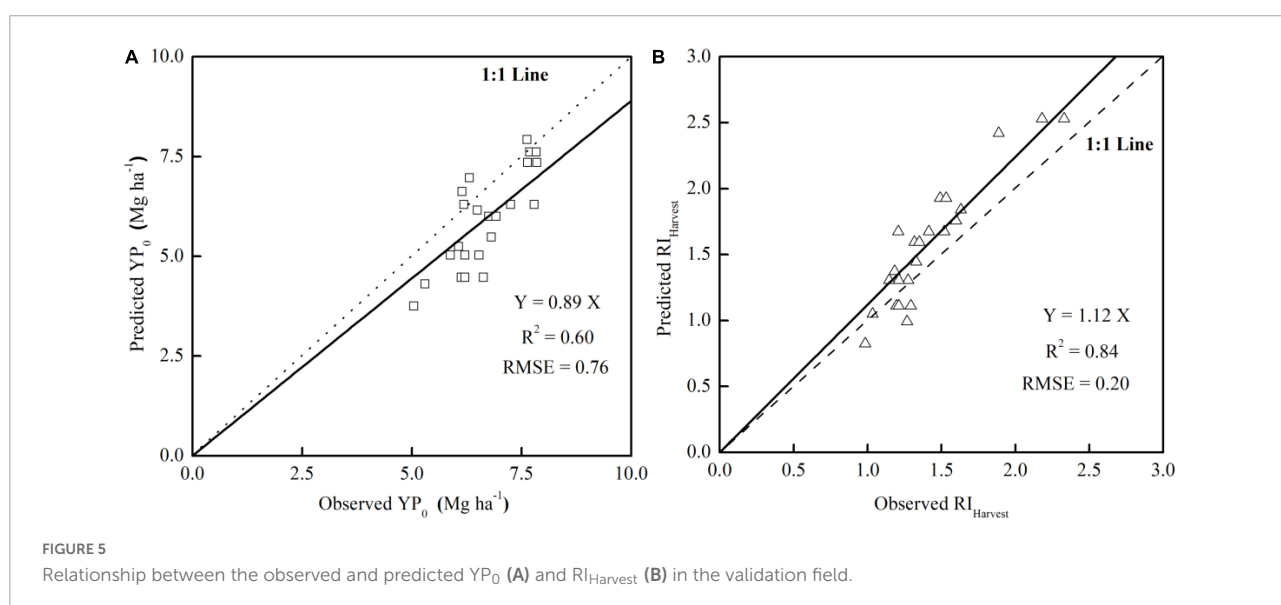 A
10.0
7.5
5.0
2.5
0.0
Predicted YP₀ (Mg ha⁻¹)
1:1 Line
Y = 0.89 X
R² = 0.60
RMSE = 0.76
0.0 2.5 5.0 7.5 10.0
Observed YP₀ (Mg ha⁻¹)
B
3.0
2.5
2.0
1.5
1.0
0.5
0.0
Predicted RI_Harvest
1:1 Line
Y = 1.12 X
R² = 0.84
RMSE = 0.20
0.0 0.5 1.0 1.5 2.0 2.5 3.0
Observed RI_Harvest
FIGURE 5
Relationship between the observed and predicted YP₀ (A) and RI_Harvest (B) in the validation field.